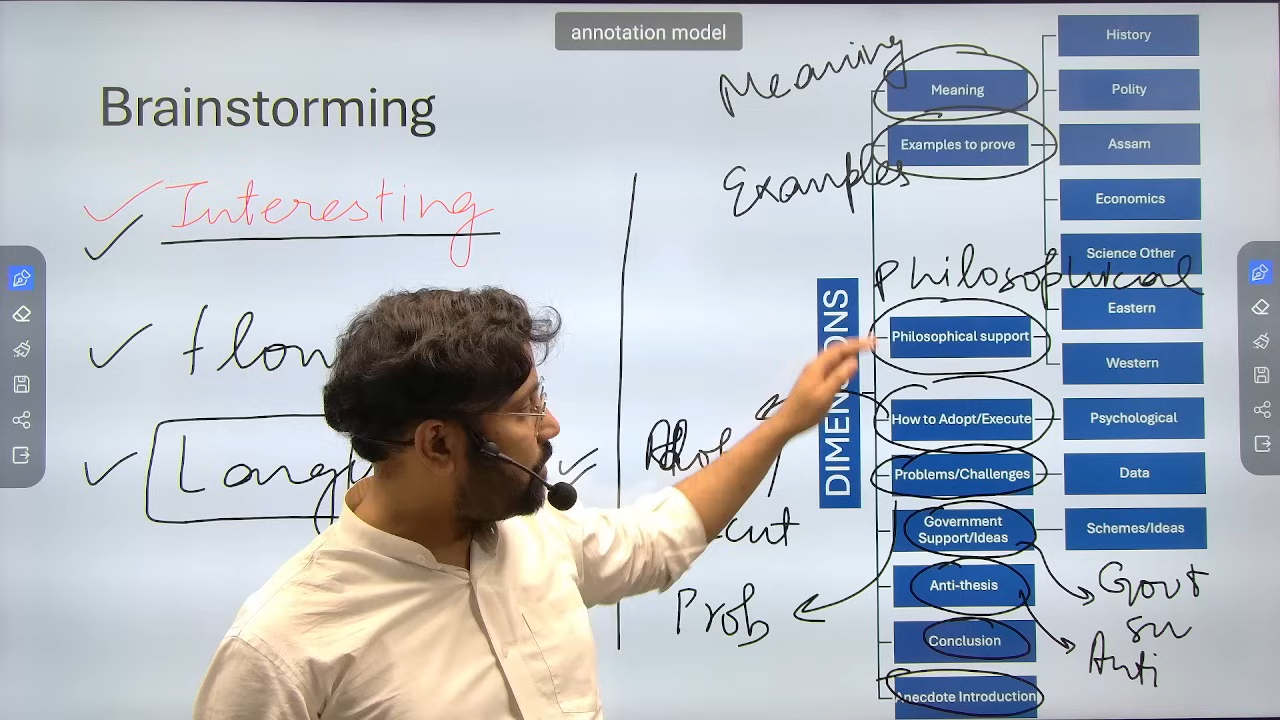 annotation model
Brainstorming
Interesting
flow
Langu
Meaning
Examples
Philosophical
Prob
Govt
Anti
DIMENSIONS
Meaning
Examples to prove
Philosophical support
How to Adopt/Execute
Problems/Challenges
Government
Support/Ideas
Anti-thesis
Conclusion
Anecdote Introduction
History
Polity
Assam
Economics
Science Other
Eastern
Western
Psychological
Data
Schemes/Ideas